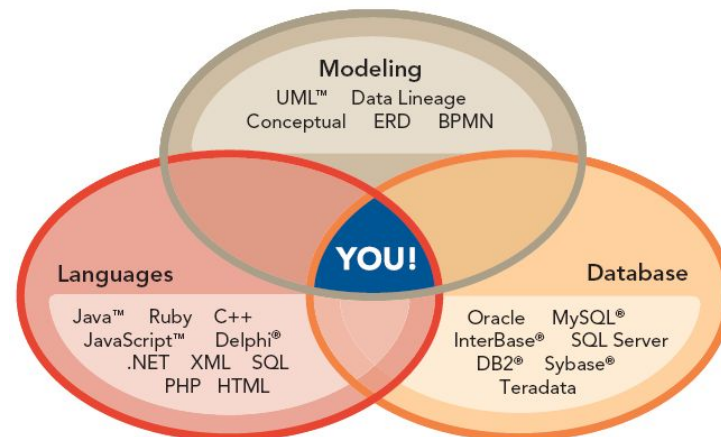 Modeling
UML™ Data Lineage
Conceptual ERD BPMN
YOU!
Languages
Java™ Ruby C++
JavaScript™ Delphi®
.NET XML SQL
PHP HTML
Database
Oracle MySQL®
InterBase® SQL Server
DB2® Sybase®
Teradata